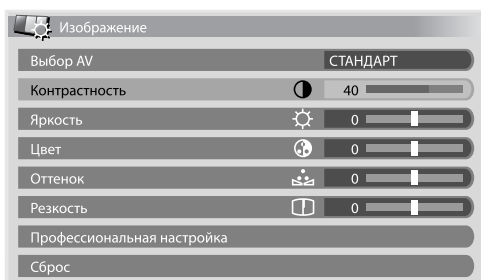 Изображение
Выбор AV СТАНДАРТ
Контрастность 40
Яркость 0
Цвет 0
Оттенок 0
Резкость 0
Профессиональная настройка
Сброс